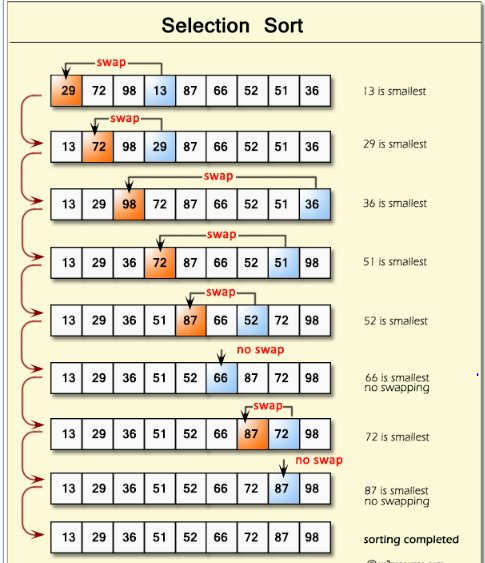 Selection Sort
swap
29 72 98 13 87 66 52 51 36
13 is smallest
swap
13 72 98 29 87 66 52 51 36
29 is smallest
swap
13 29 98 72 87 66 52 51 36
36 is smallest
swap
13 29 36 72 87 66 52 51 98
51 is smallest
swap
13 29 36 51 87 66 52 72 98
52 is smallest
no swap
13 29 36 51 52 66 87 72 98
66 is smallest
no swapping
swap
13 29 36 51 52 66 87 72 98
72 is smallest
no swap
13 29 36 51 52 66 72 87 98
87 is smallest
no swapping
13 29 36 51 52 66 72 87 98
sorting completed